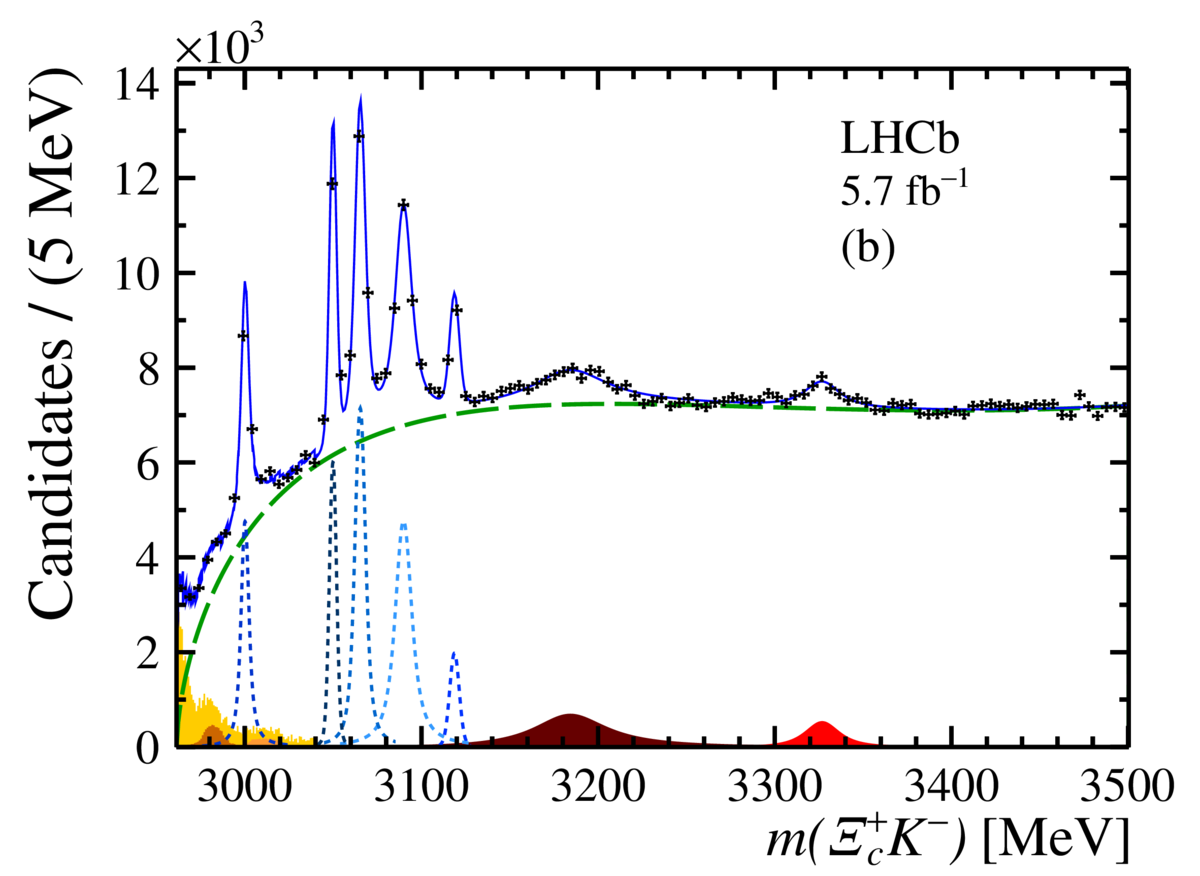 ×10³
14
12
10
8
6
4
2
0
Candidates / (5 MeV)
LHCb
5.7 fb⁻¹
(b)
3000 3100 3200 3300 3400 3500
m(Ξc⁺K⁻) [MeV]